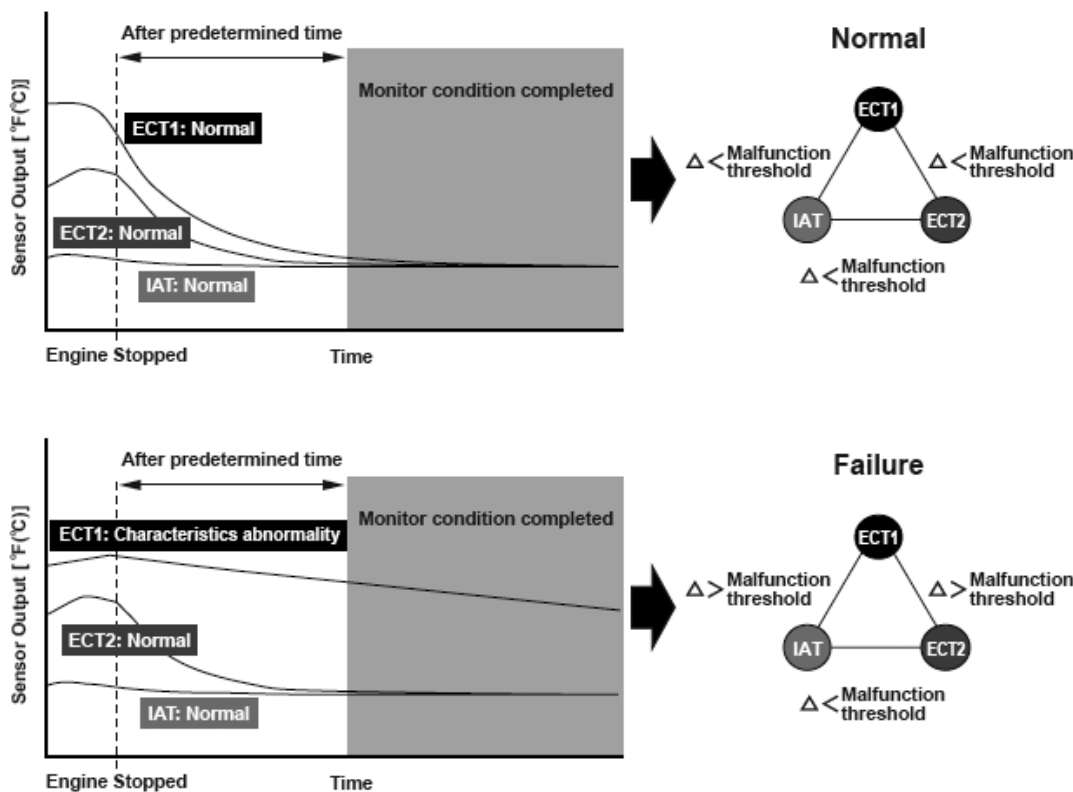 After predetermined time
Normal
Monitor condition completed
Sensor Output [°F(°C)]
ECT1: Normal
ECT2: Normal
IAT: Normal
Engine Stopped
Time
ECT1
△ < Malfunction
threshold
△ < Malfunction
threshold
IAT
ECT2
△ < Malfunction
threshold
After predetermined time
Failure
Monitor condition completed
Sensor Output [°F(°C)]
ECT1: Characteristics abnormality
ECT2: Normal
IAT: Normal
Engine Stopped
Time
ECT1
△ > Malfunction
threshold
△ > Malfunction
threshold
IAT
ECT2
△ < Malfunction
threshold